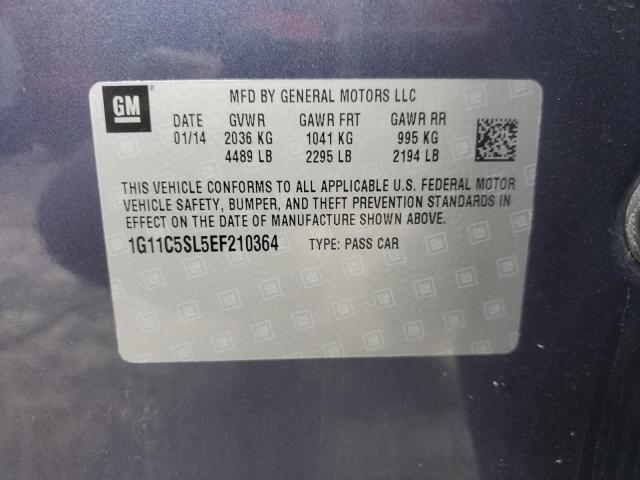 GM
MFD BY GENERAL MOTORS LLC
DATE GVWR GAWR FRT GAWR RR
01/14 2036 KG 1041 KG 995 KG
4489 LB 2295 LB 2194 LB
THIS VEHICLE CONFORMS TO ALL APPLICABLE U.S. FEDERAL MOTOR
VEHICLE SAFETY, BUMPER, AND THEFT PREVENTION STANDARDS IN
EFFECT ON THE DATE OF MANUFACTURE SHOWN ABOVE.
1G11C5SL5EF210364 TYPE: PASS CAR